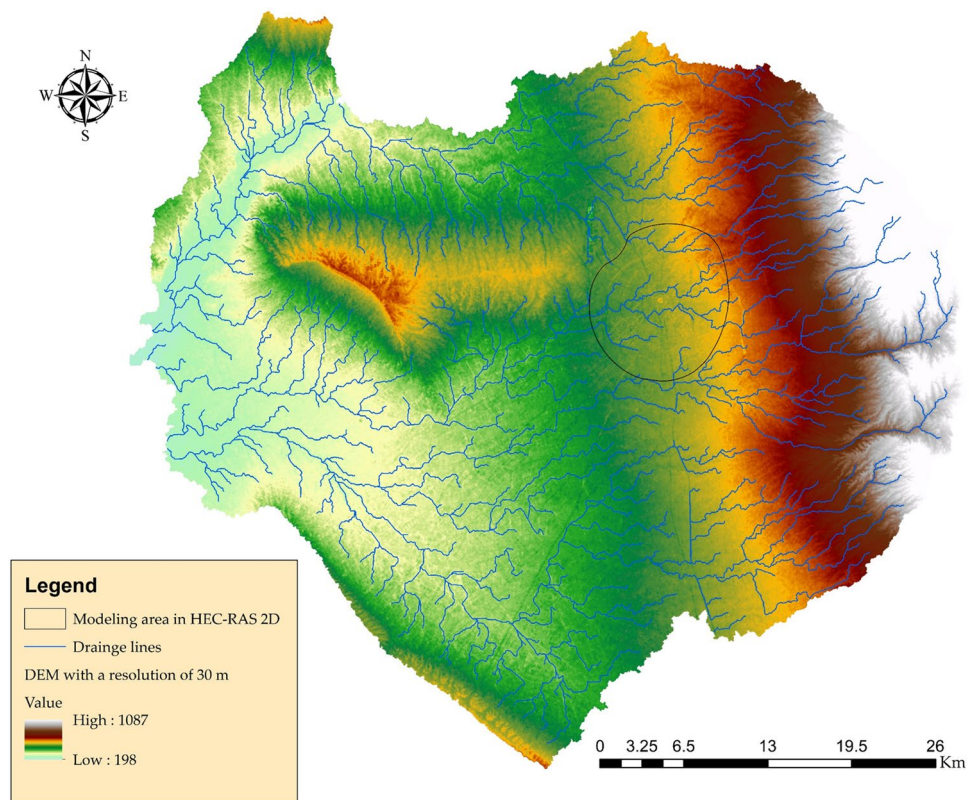 N
W E
S
Legend
Modeling area in HEC-RAS 2D
Drainge lines
DEM with a resolution of 30 m
Value
High : 1087
Low : 198
0 3.25 6.5 13 19.5 26
Km